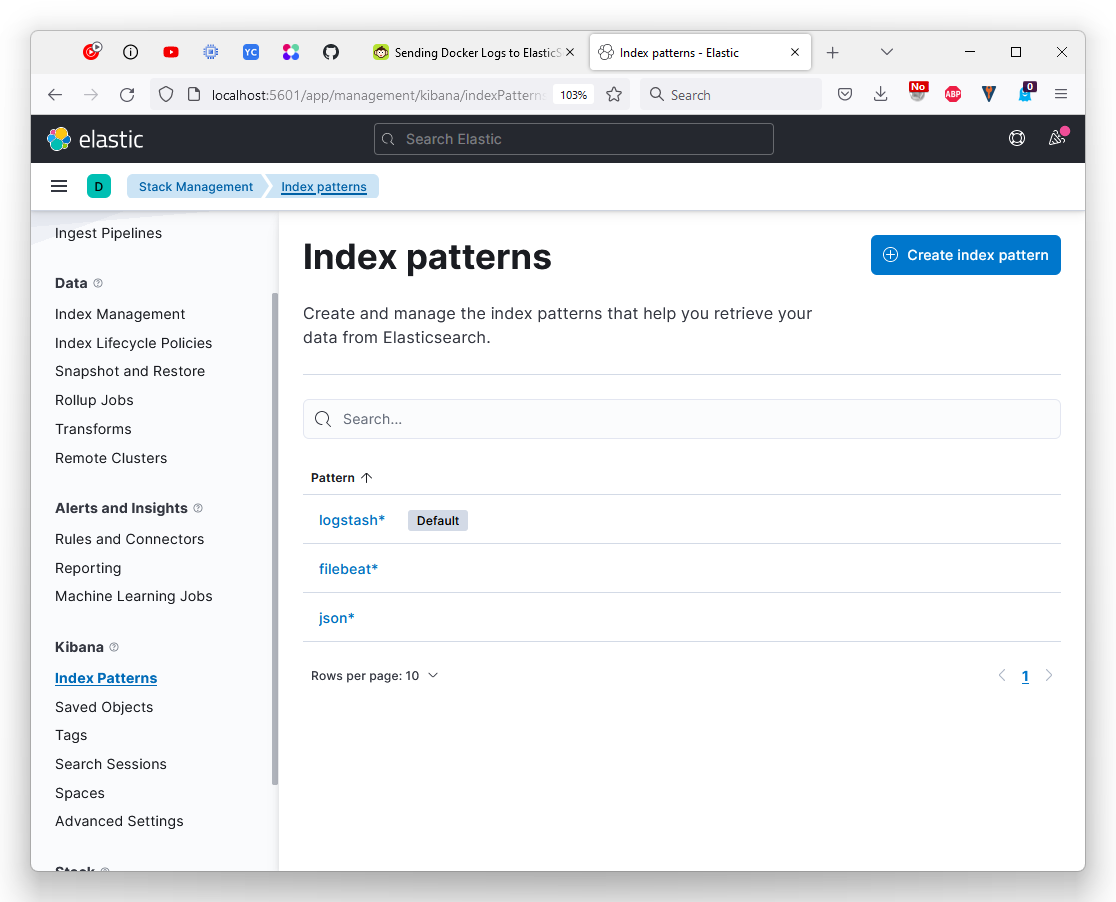 YC
Sending Docker Logs to ElasticS
Index patterns - Elastic
localhost:5601/app/management/kibana/indexPatterns
103%
Search
No
ABP
0
elastic
Search Elastic
D
Stack Management
Index patterns
Ingest Pipelines
Data
Index Management
Index Lifecycle Policies
Snapshot and Restore
Rollup Jobs
Transforms
Remote Clusters
Alerts and Insights
Rules and Connectors
Reporting
Machine Learning Jobs
Kibana
Index Patterns
Saved Objects
Tags
Search Sessions
Spaces
Advanced Settings
Stack
Index patterns
Create index pattern
Create and manage the index patterns that help you retrieve your
data from Elasticsearch.
Search...
Pattern
logstash* Default
filebeat*
json*
Rows per page: 10
1